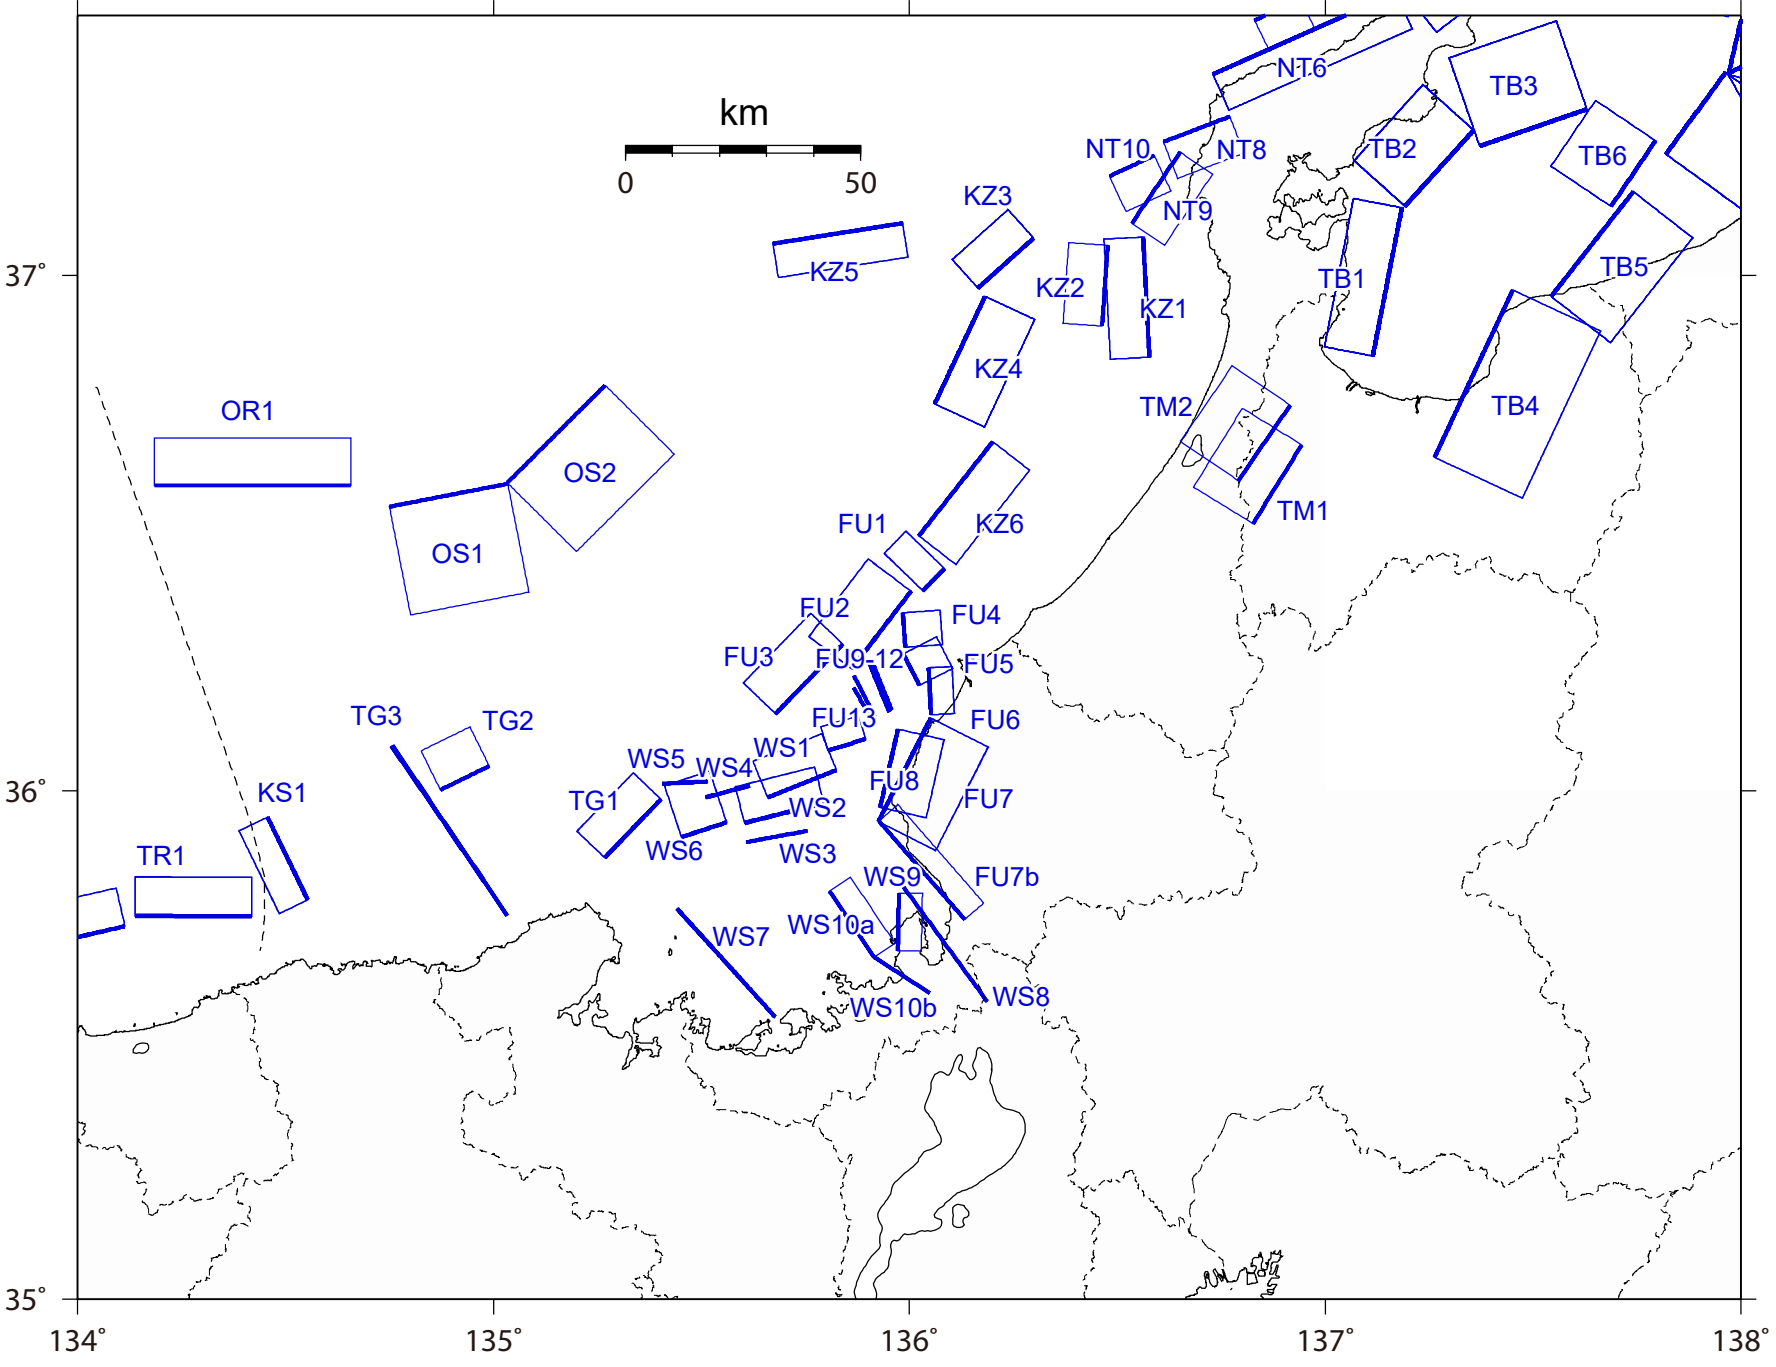 NT6
TB3
km
NT10
NT8
TB2
TB6
0
50
KZ3
NT9
37°
KZ5
KZ2
TB1
TB5
KZ1
KZ4
OR1
TM2
TB4
OS2
FU1
KZ6
TM1
OS1
FU2
FU4
FU3
FU9-12
FU5
TG3
TG2
FU13
FU6
WS5
WS4
WS1
36°
KS1
TG1
FU8
FU7
WS2
TR1
WS6
WS3
WS9
FU7b
WS7
WS10a
WS10b
WS8
35°
134°
135°
136°
137°
138°